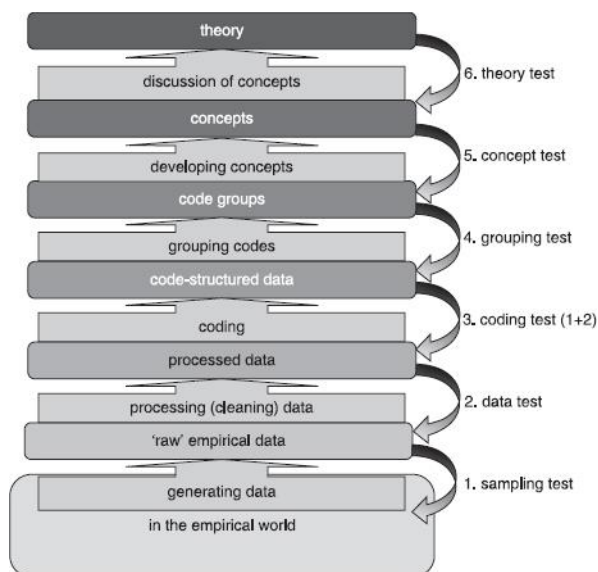 theory
discussion of concepts
6. theory test
concepts
developing concepts
5. concept test
code groups
grouping codes
4. grouping test
code-structured data
coding
3. coding test (1+2)
processed data
processing (cleaning) data
2. data test
'raw' empirical data
generating data
1. sampling test
in the empirical world